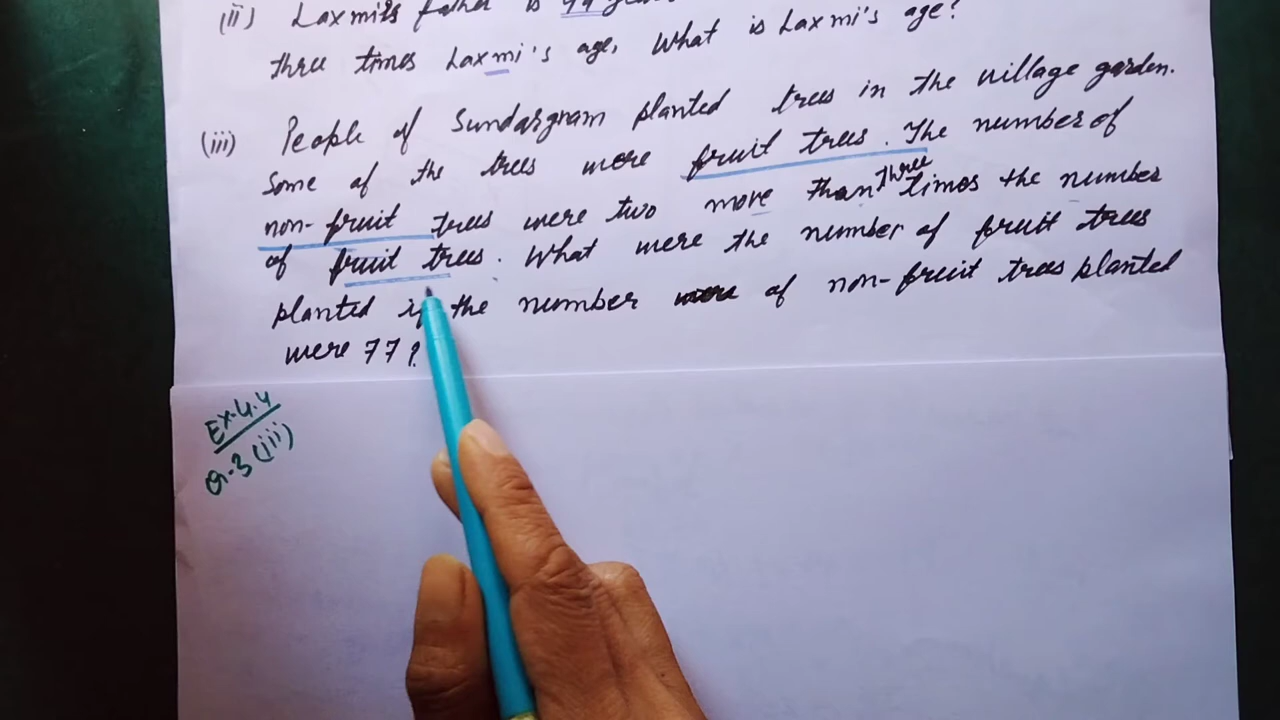 (ii) Laxmi's father is 49
three times Laxmi's age, What is Laxmi's age?
(iii) People of Sundargram planted trees in the village garden.
Some of the trees were fruit trees. The number of
non-fruit trees were two more than three times the number
of fruit trees. What were the number of fruit trees
planted if the number of non-fruit trees planted
were 77?
Ex.4.4
Q.3 (iii)